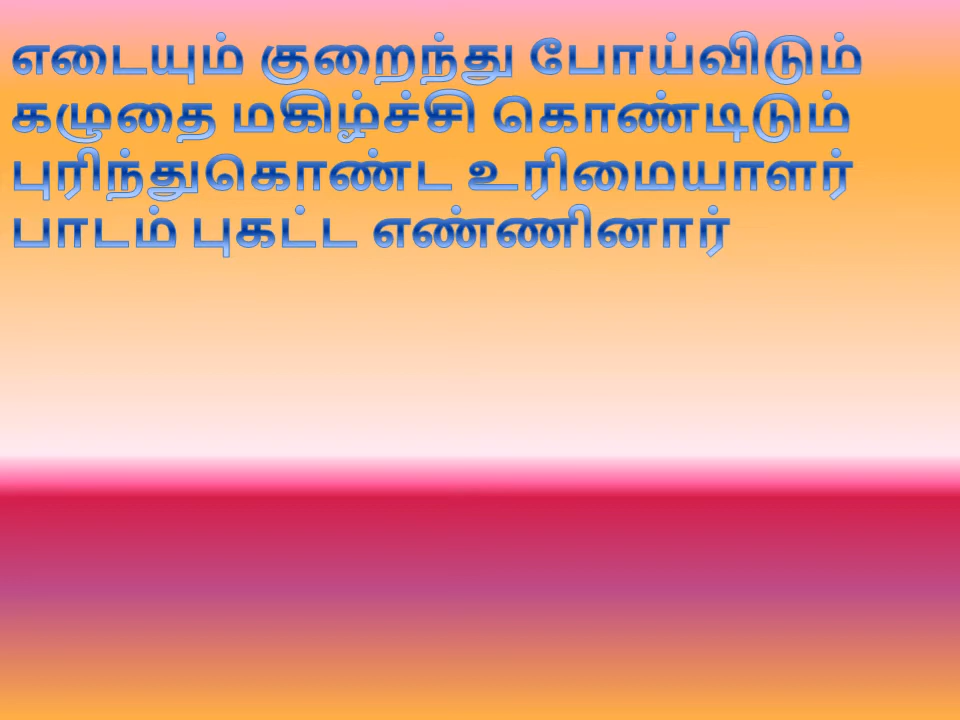 எடையும் குறைந்து போய்விடும்
கழுதை மகிழ்ச்சி கொண்டிடும்
புரிந்துகொண்ட உரிமையாளர்
பாடம் புகட்ட எண்ணினார்